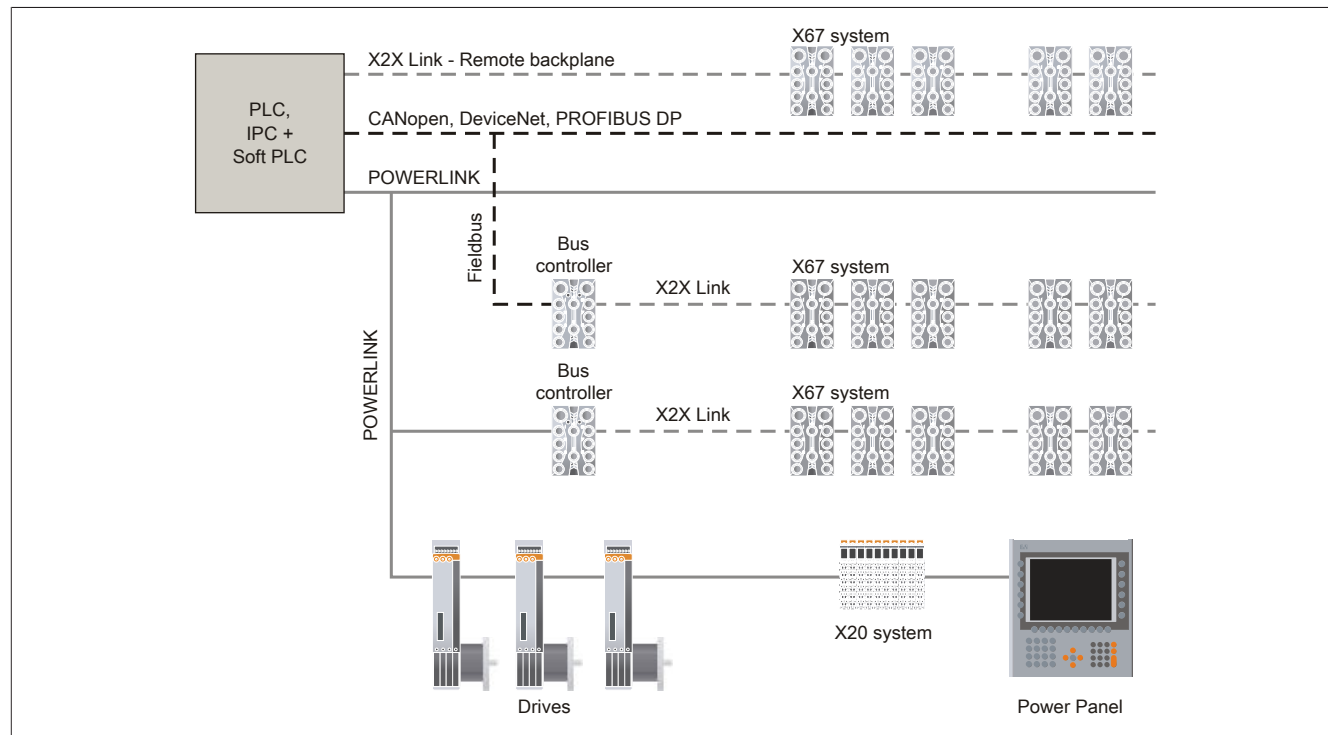 X67 system
X2X Link - Remote backplane
PLC,
IPC +
Soft PLC
CANopen, DeviceNet, PROFIBUS DP
POWERLINK
Fieldbus
Bus
controller
X2X Link
X67 system
POWERLINK
Bus
controller
X2X Link
X67 system
Drives
X20 system
Power Panel